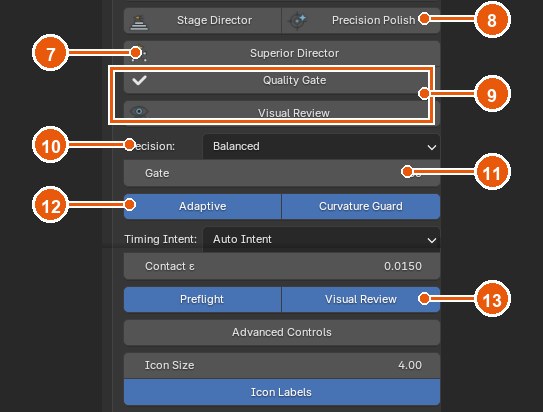 Stage Director Precision Polish 8
7 Superior Director
Quality Gate
9
Visual Review
10 Balanced
Gate 11
12 Adaptive Curvature Guard
Timing Intent: Auto Intent
Contact ε 0.0150
Preflight Visual Review 13
Advanced Controls
Icon Size 4.00
Icon Labels